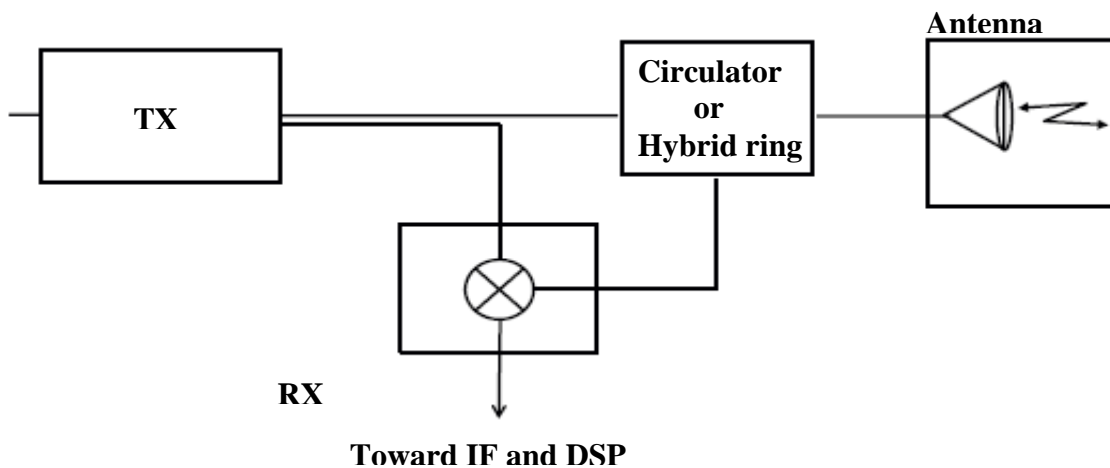 Antenna
TX
Circulator
or
Hybrid ring
RX
Toward IF and DSP